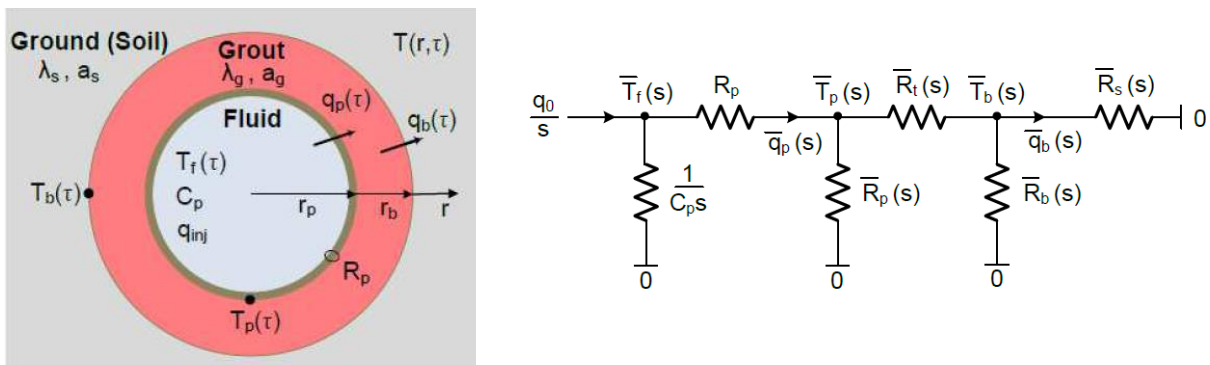 Ground (Soil)
λs , as
Grout
λg , ag
T(r,τ)
qp(τ)
Fluid
qb(τ)
Tf(τ)
Cp
qinj
Tb(τ)
rp
rb
r
Rp
Tp(τ)
q0/s
T̅f(s)
Rp
T̅p(s)
R̅t(s)
T̅b(s)
R̅s(s)
0
q̅p(s)
q̅b(s)
1/Cps
R̅p(s)
R̅b(s)
0
0
0